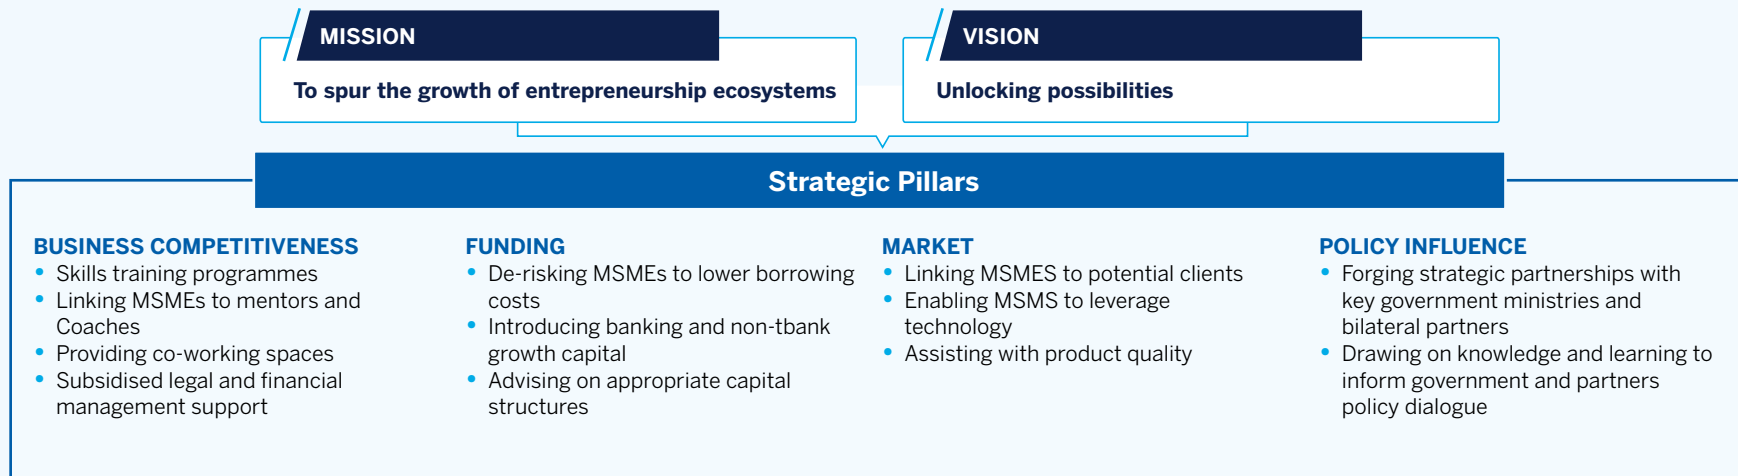 MISSION
To spur the growth of entrepreneurship ecosystems
VISION
Unlocking possibilities
Strategic Pillars
BUSINESS COMPETITIVENESS
• Skills training programmes
• Linking MSMEs to mentors and
Coaches
• Providing co-working spaces
• Subsidised legal and financial
management support
FUNDING
• De-risking MSMEs to lower borrowing
costs
• Introducing banking and non-tbank
growth capital
• Advising on appropriate capital
structures
MARKET
• Linking MSMES to potential clients
• Enabling MSMS to leverage
technology
• Assisting with product quality
POLICY INFLUENCE
• Forging strategic partnerships with
key government ministries and
bilateral partners
• Drawing on knowledge and learning to
inform government and partners
policy dialogue